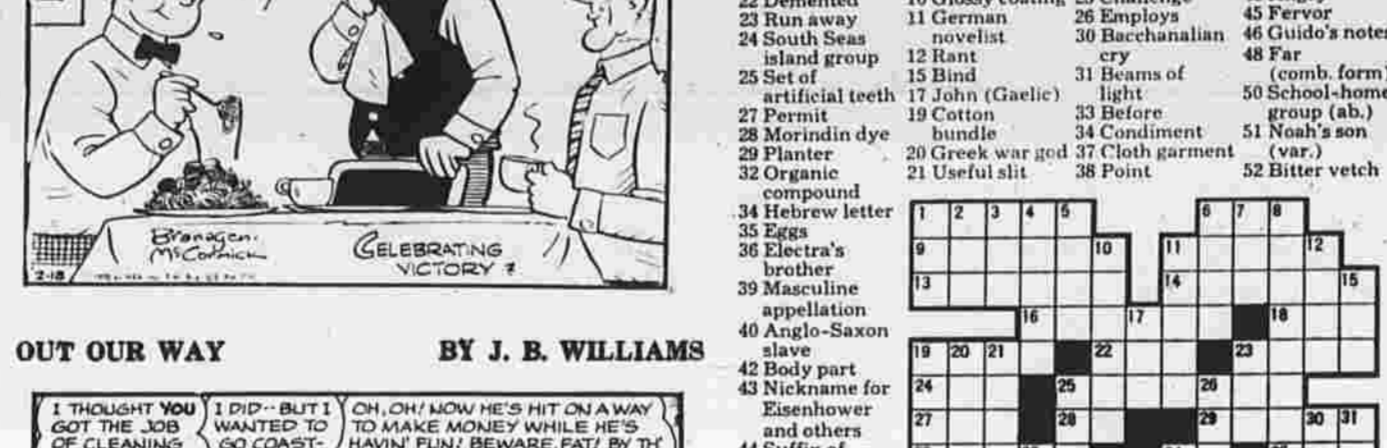 Branagen.
McCormick
CELEBRATING
VICTORY ?
2-18
OUT OUR WAY
BY J. B. WILLIAMS
I THOUGHT YOU
GOT THE JOB
OF CLEANING
I DID-- BUT I
WANTED TO
GO COAST-
OH, OH! NOW HE'S HIT ON A WAY
TO MAKE MONEY WHILE HE'S
HAVIN' FUN! BEWARE, FAT! BY TH'
22 Demented
23 Run away
24 South Seas
island group
25 Set of
artificial teeth
27 Permit
28 Morindin dye
29 Planter
32 Organic
compound
34 Hebrew letter
35 Eggs
36 Electra's
brother
39 Masculine
appellation
40 Anglo-Saxon
slave
42 Body part
43 Nickname for
Eisenhower
and others
44 Suffix of
10 Glossy coating
11 German
novelist
12 Rant
15 Bind
17 John (Gaelic)
19 Cotton
bundle
20 Greek war god
21 Useful slit
25 Challenge
26 Employs
30 Bacchanalian
cry
31 Beams of
light
33 Before
34 Condiment
37 Cloth garment
38 Point
45 Fervor
46 Guido's notes
48 Far
(comb. form)
50 School-home
group (ab.)
51 Noah's son
(var.)
52 Bitter vetch
1 2 3 4 5 6 7 8
9 10 11 12
13 14 15
16 17 18
19 20 21 22 23
24 25 26
27 28 29 30 31